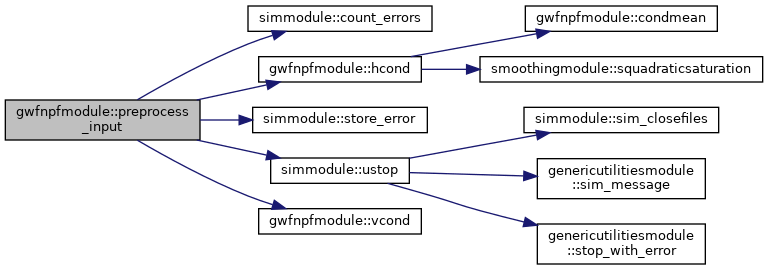 gwfnpfmodule::preprocess
_input
simmodule::count_errors
gwfnpfmodule::hcond
simmodule::store_error
simmodule::ustop
gwfnpfmodule::vcond
gwfnpfmodule::condmean
smoothingmodule::squadraticsaturation
simmodule::sim_closefiles
genericutilitiesmodule
::sim_message
genericutilitiesmodule
::stop_with_error